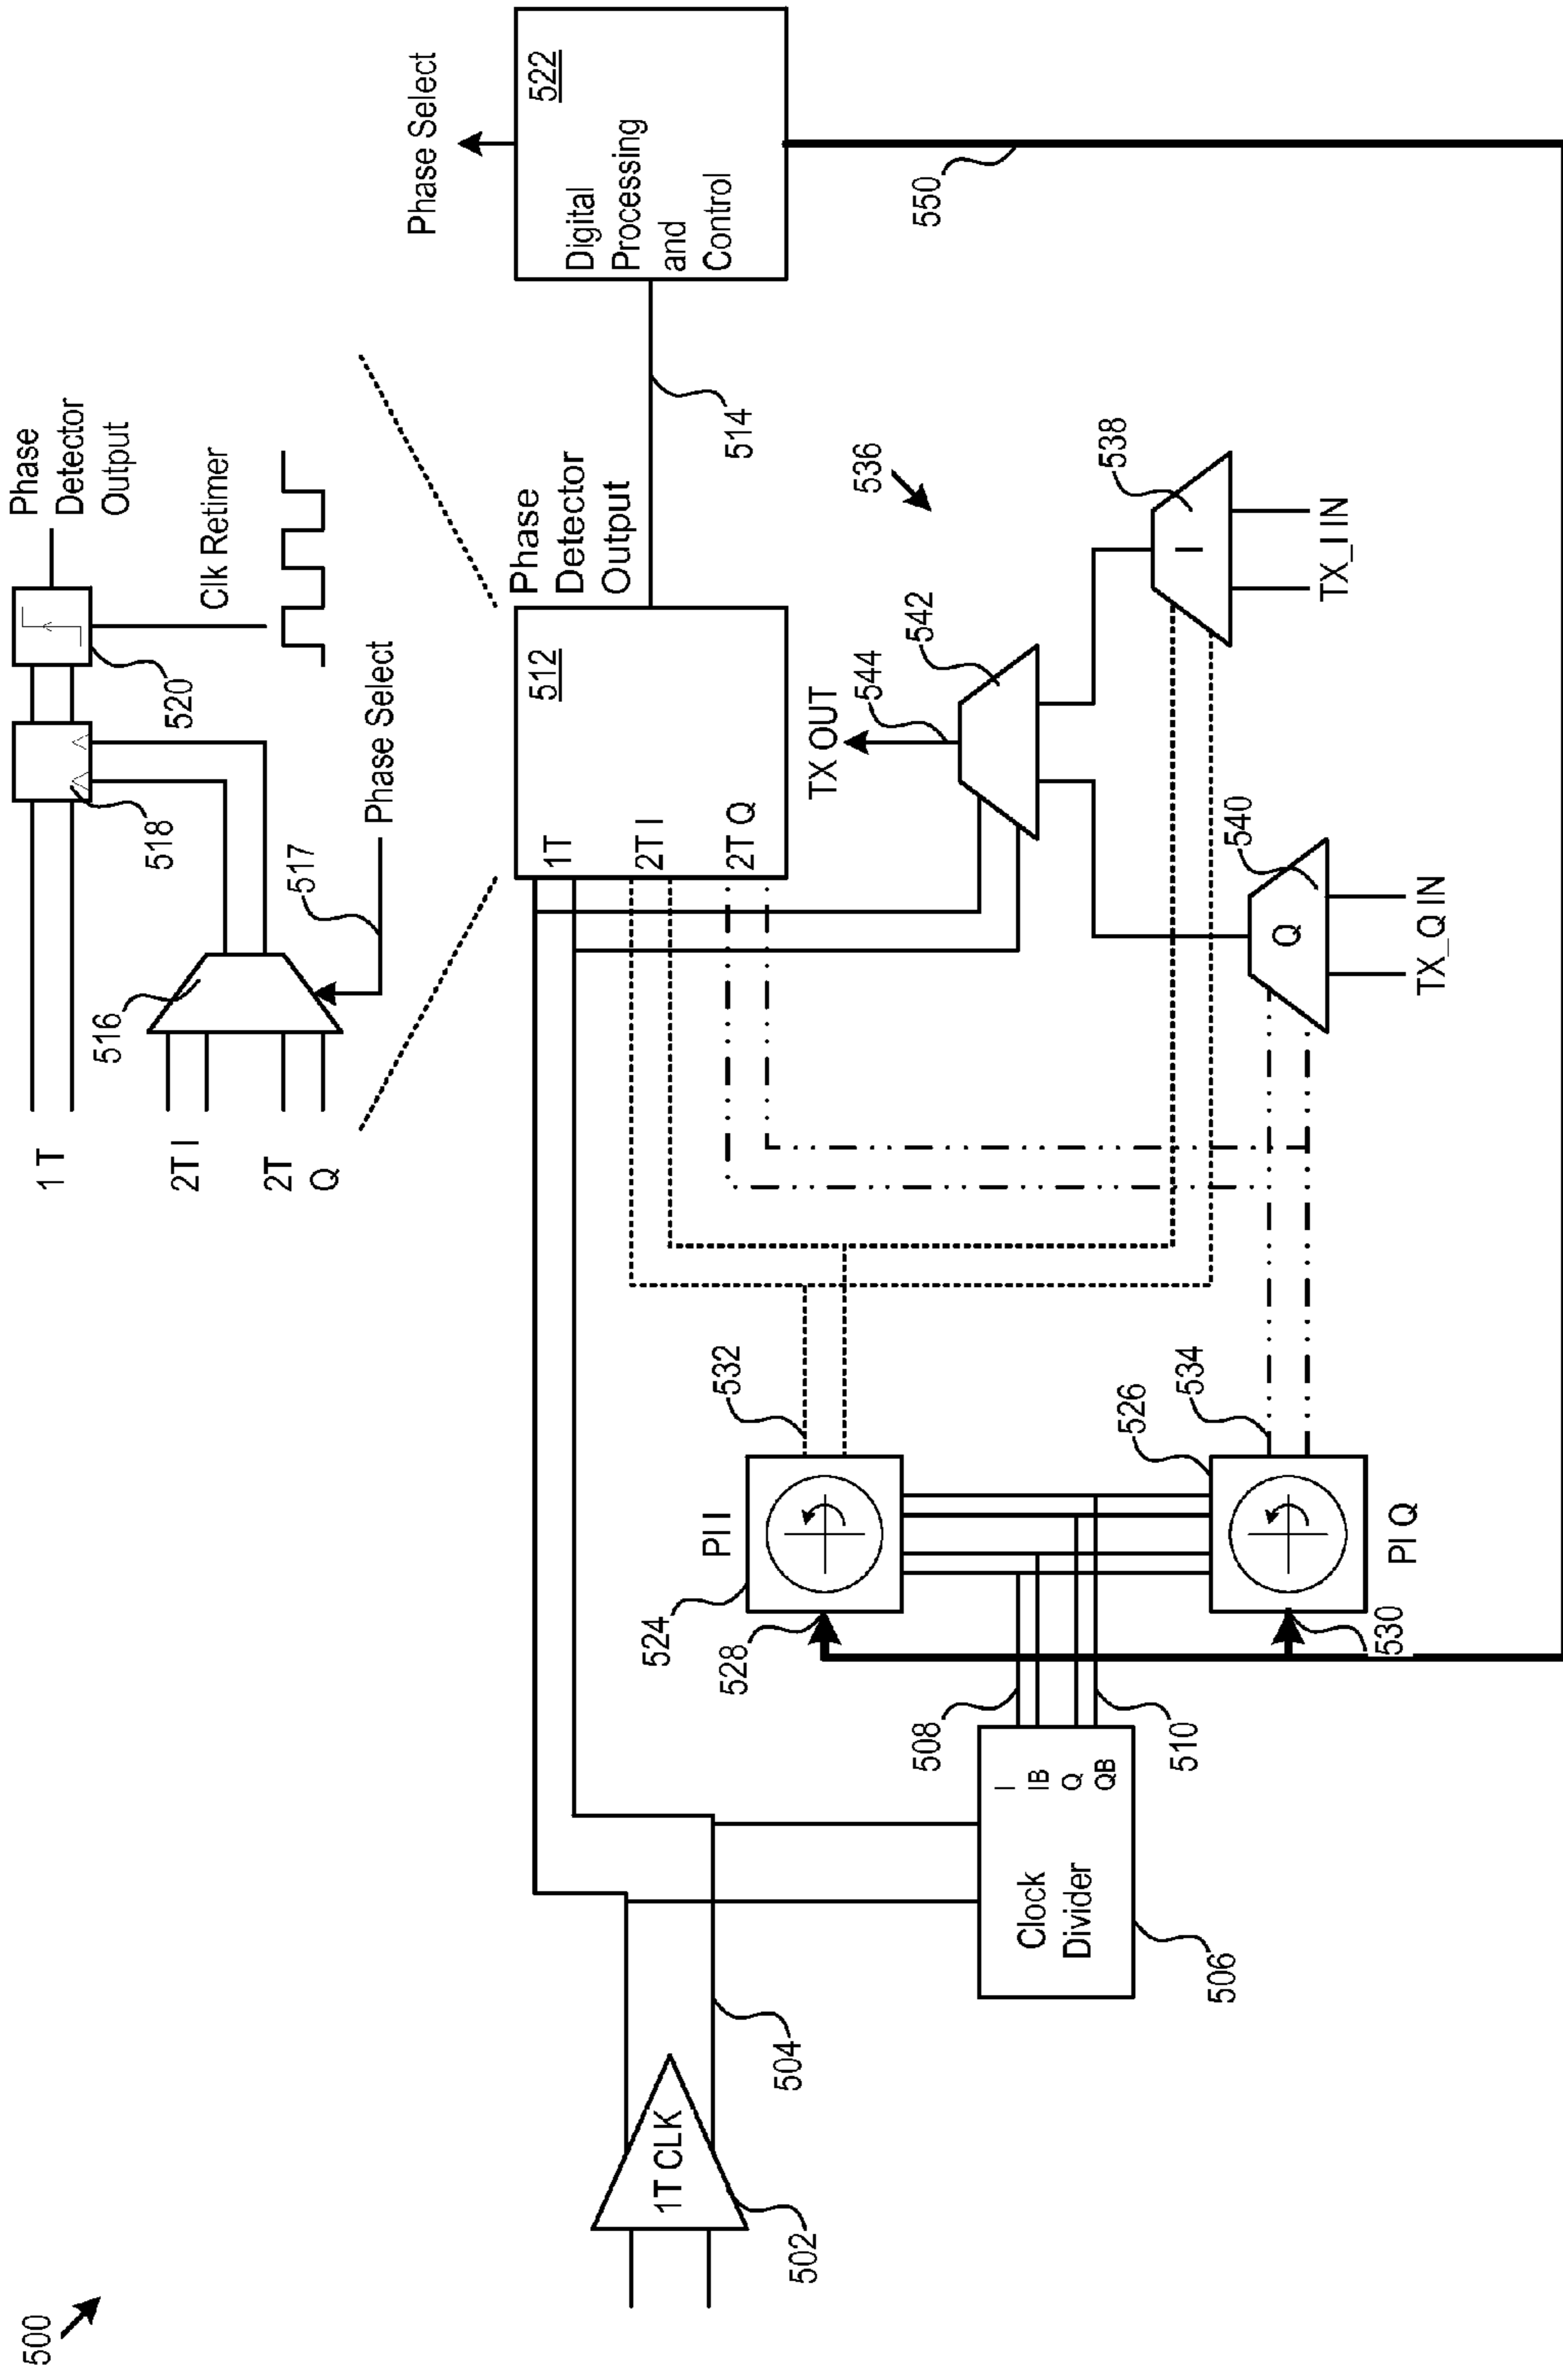 500
1 T
2T I
2T
Q
516
518
520
517
Phase Select
Clk Retimer
Phase
Detector
Output
1T CLK
502
504
Clock
Divider
I
IB
Q
QB
506
508
510
PI I
524
528
532
PI Q
526
530
534
1T
2T I
2T Q
512
Phase
Detector
Output
514
Digital
Processing
and
Control
522
Phase Select
550
536
TX OUT
544
542
I
538
TX_I IN
Q
540
TX_Q IN